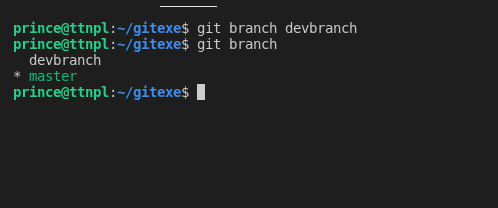 prince@ttnpl:~/gitexe$ git branch devbranch
prince@ttnpl:~/gitexe$ git branch
  devbranch
* master
prince@ttnpl:~/gitexe$